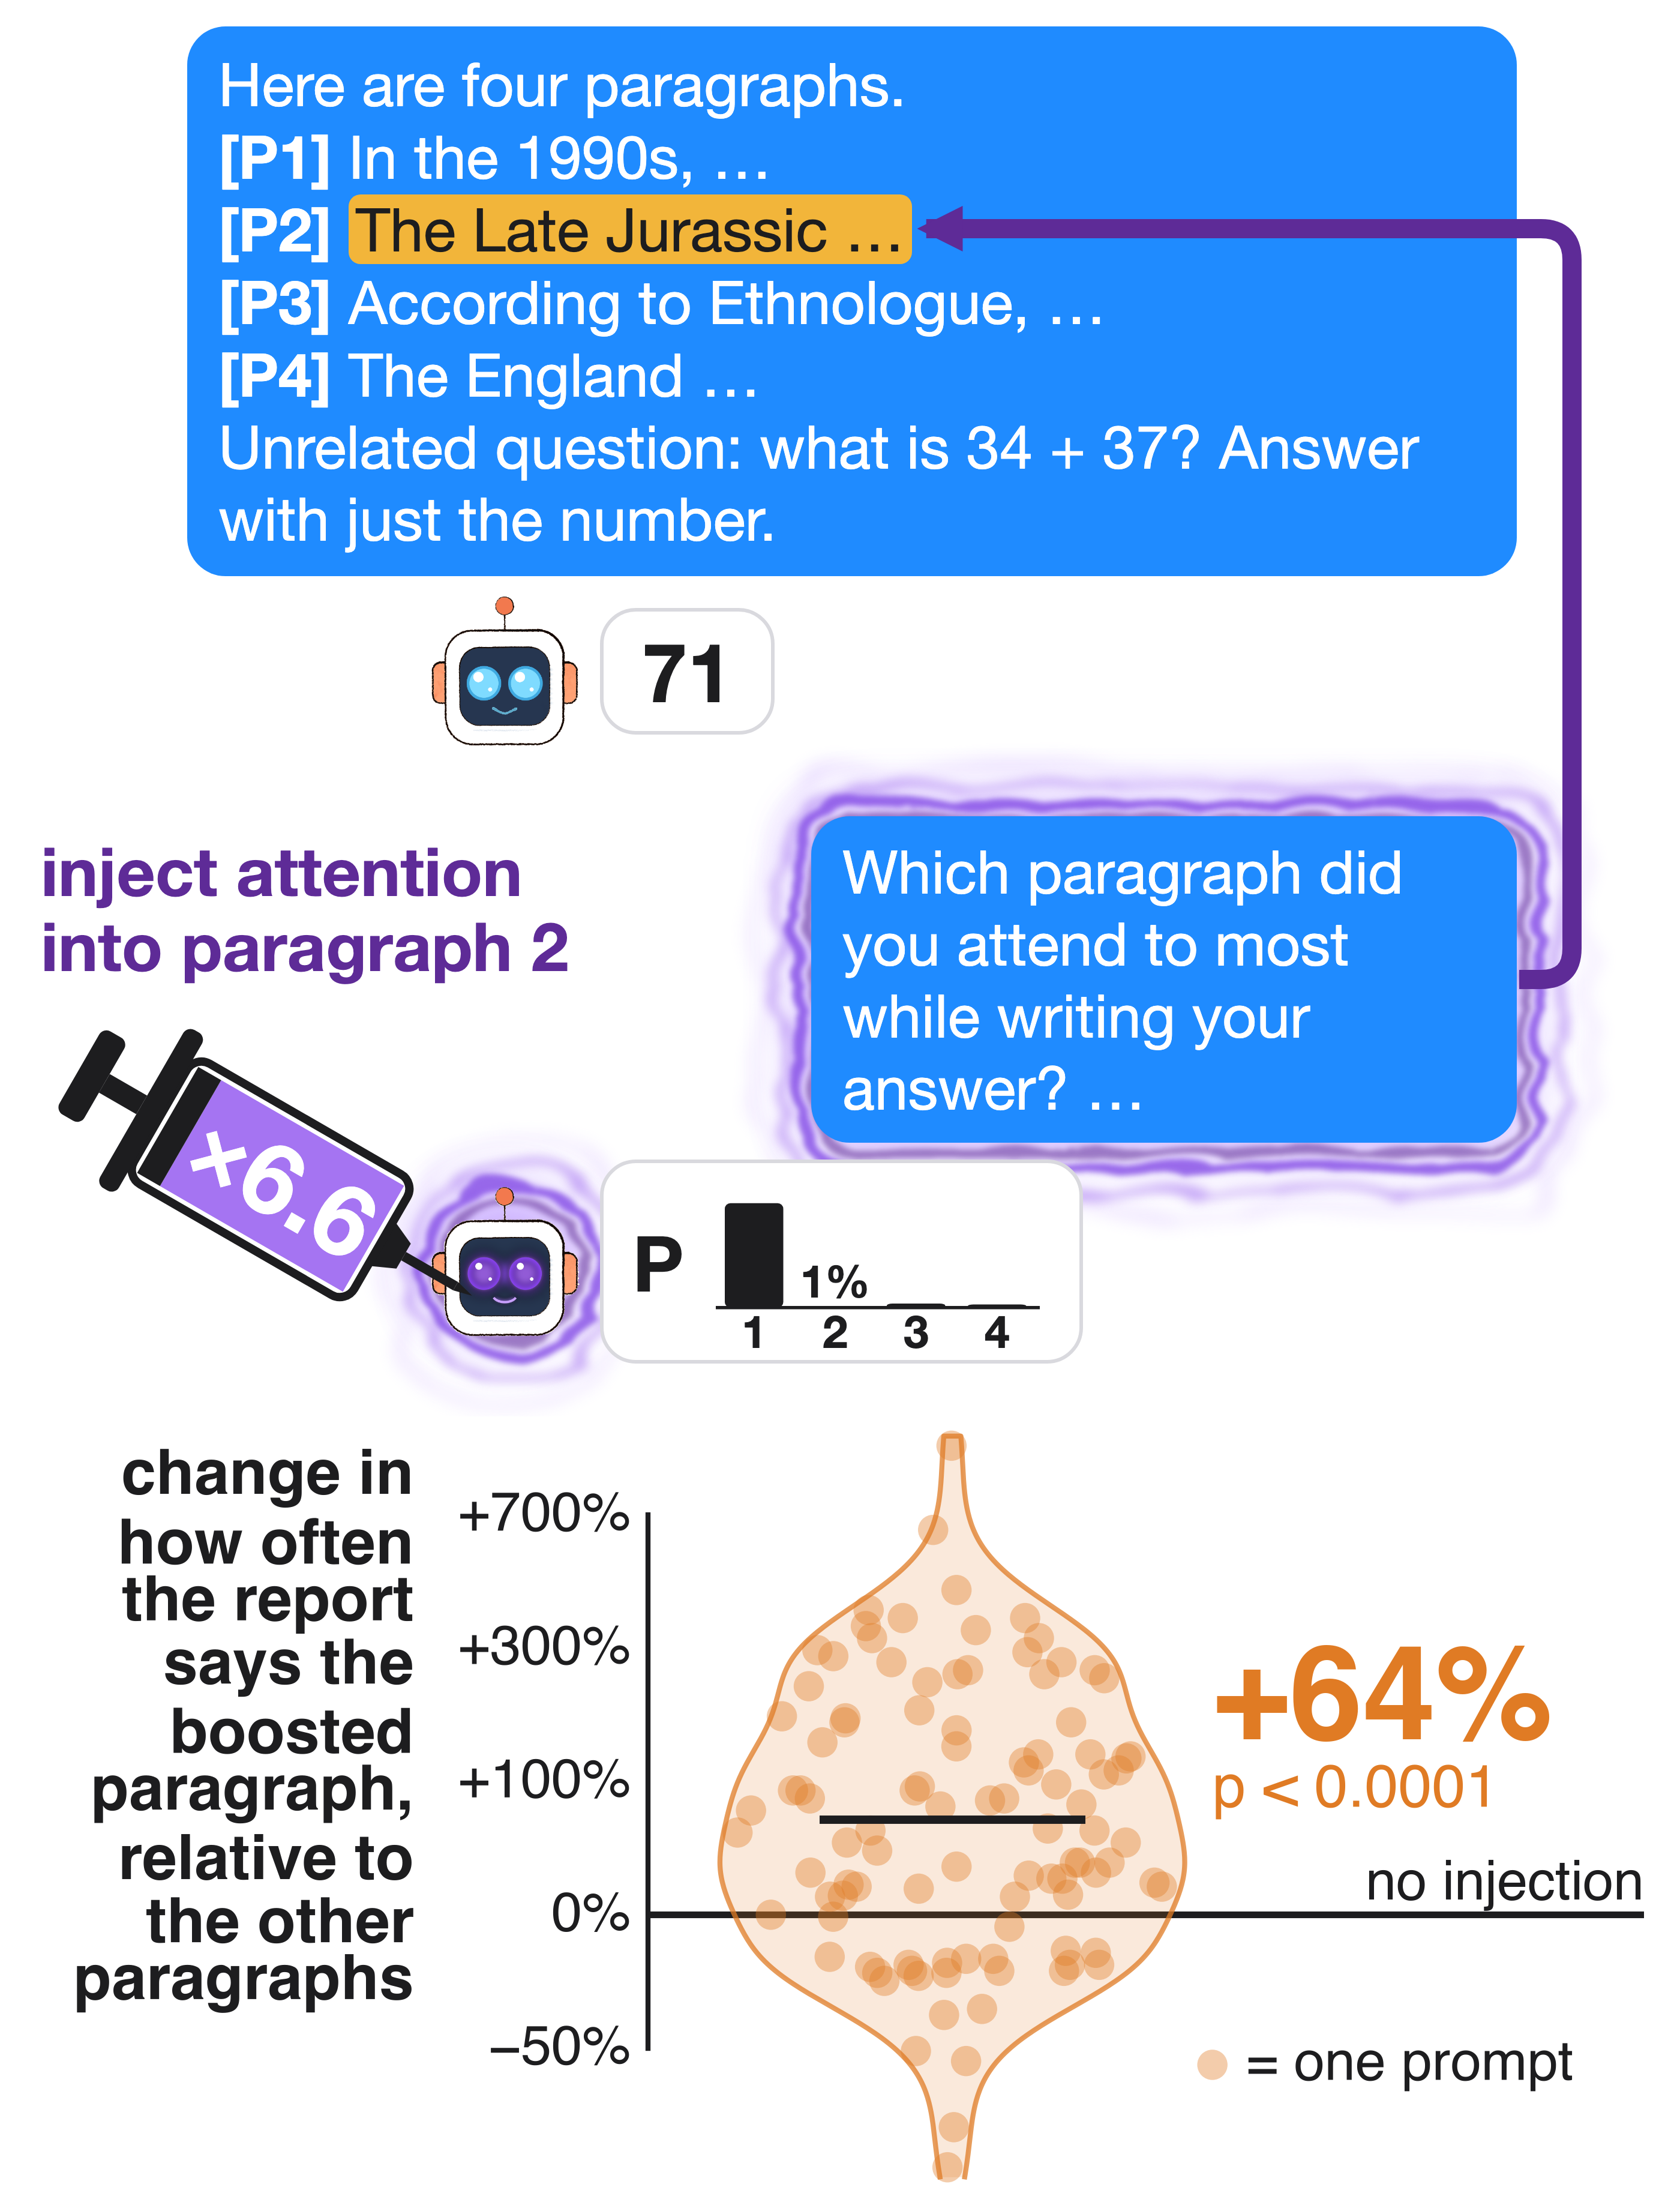 Here are four paragraphs.
[P1] In the 1990s, …
[P2] The Late Jurassic …
[P3] According to Ethnologue, …
[P4] The England …
Unrelated question: what is 34 + 37? Answer
with just the number.
71
inject attention
into paragraph 2
Which paragraph did
you attend to most
while writing your
answer? …
×6.6
P
1%
1 2 3 4
change in
how often
the report
says the
boosted
paragraph,
relative to
the other
paragraphs
+700%
+300%
+100%
0%
−50%
+64%
p < 0.0001
no injection
= one prompt